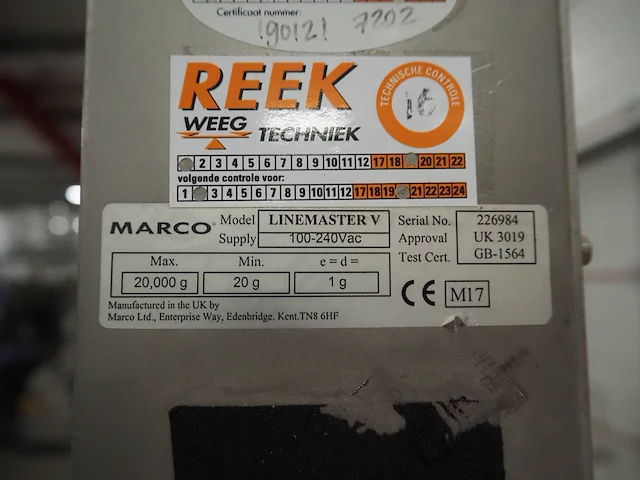 Certificaat nummer:
190121 7202
REEK
WEEG
TECHNIEK
TECHNISCHE CONTROLE
16
2 3 4 5 6 7 8 9 10 11 12 17 18 20 21 22
volgende controle voor:
1 3 4 5 6 7 8 9 10 11 12 17 18 19 21 22 23 24
MARCO
Model LINEMASTER V
Supply 100-240Vac
Serial No. 226984
Approval UK 3019
Test Cert. GB-1564
Max. Min. e = d =
20,000 g 20 g 1 g
CE M17
Manufactured in the UK by
Marco Ltd., Enterprise Way, Edenbridge. Kent.TN8 6HF